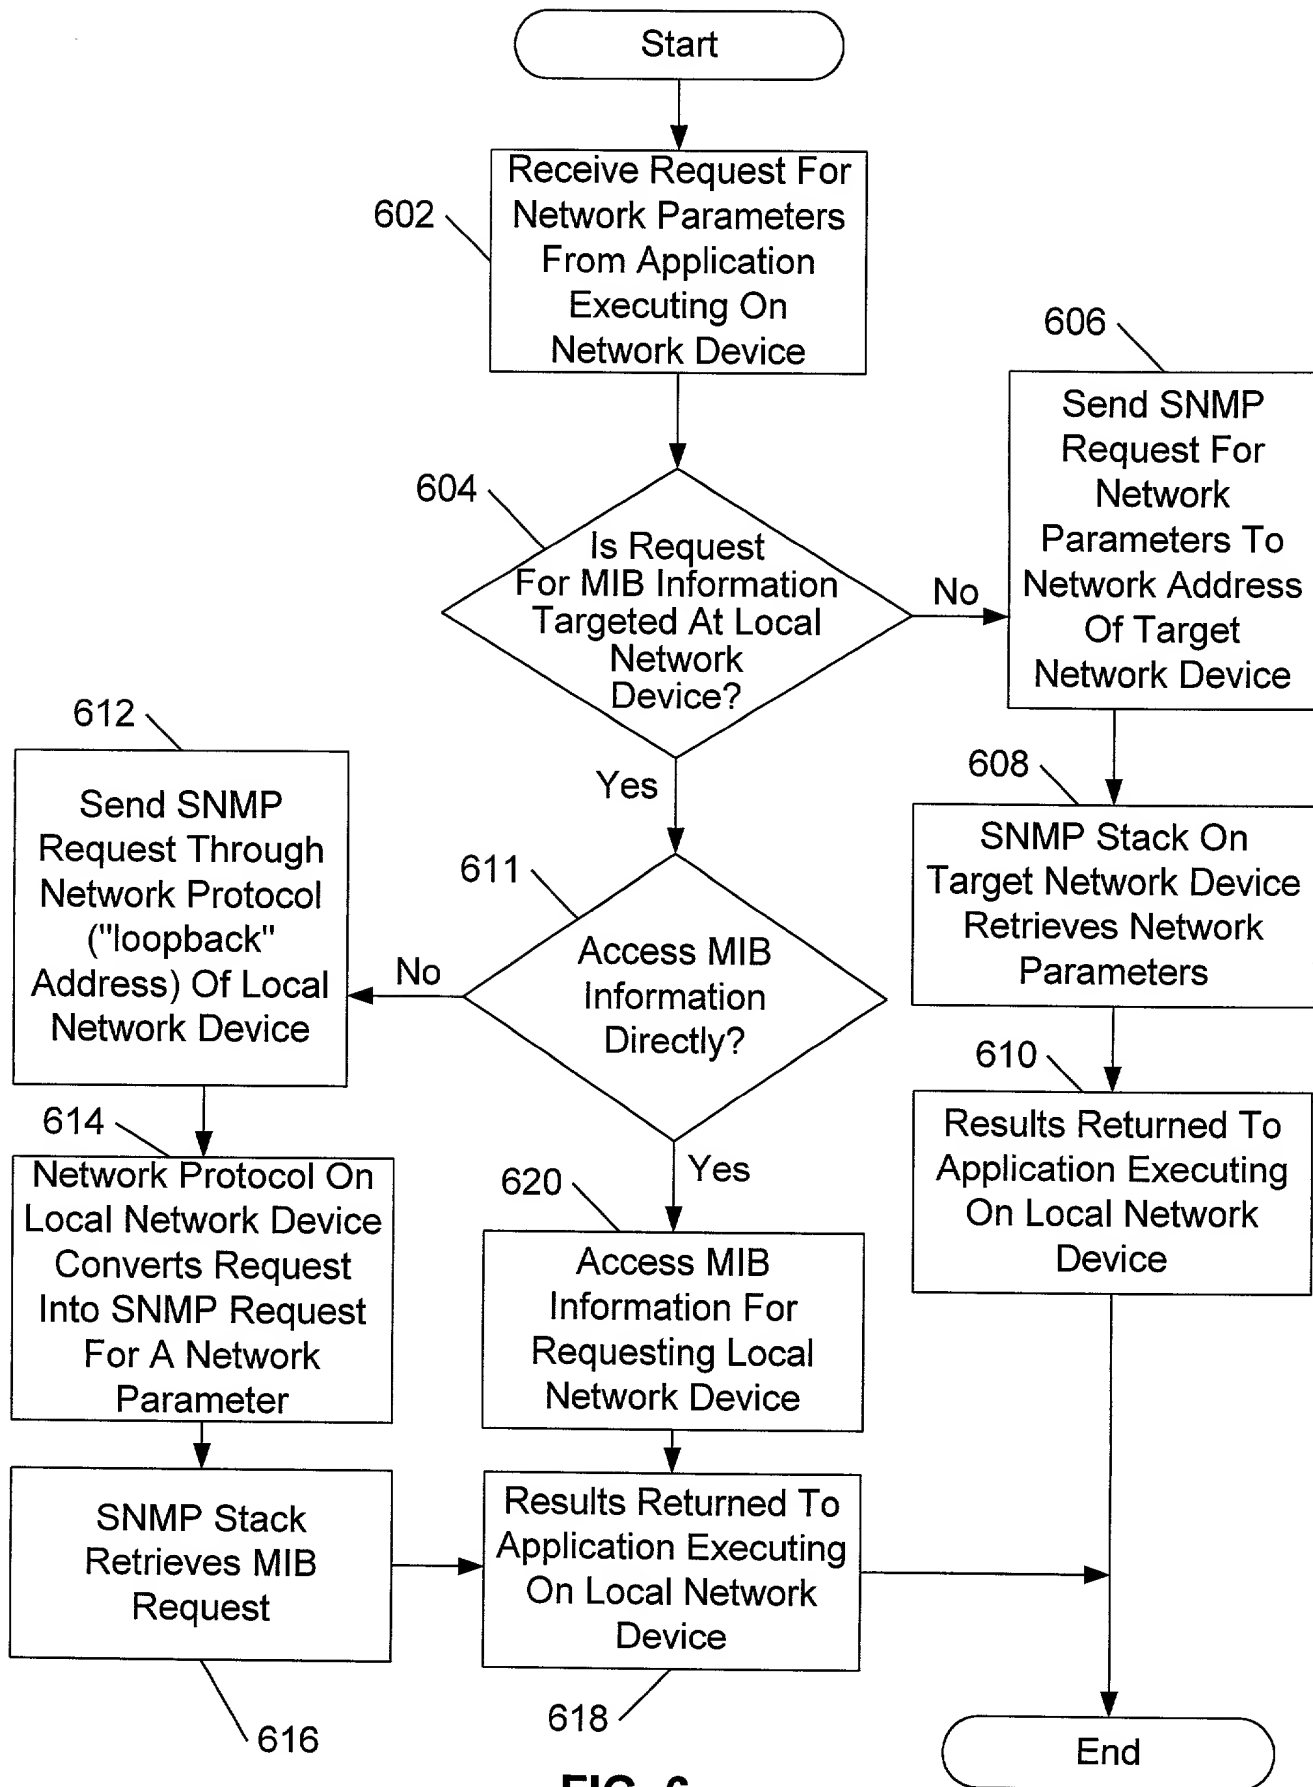 Start
602
Receive Request For
Network Parameters
From Application
Executing On
Network Device
604
Is Request
For MIB Information
Targeted At Local
Network
Device?
No
606
Send SNMP
Request For
Network
Parameters To
Network Address
Of Target
Network Device
608
SNMP Stack On
Target Network Device
Retrieves Network
Parameters
610
Results Returned To
Application Executing
On Local Network
Device
Yes
611
Access MIB
Information
Directly?
No
612
Send SNMP
Request Through
Network Protocol
("loopback"
Address) Of Local
Network Device
614
Network Protocol On
Local Network Device
Converts Request
Into SNMP Request
For A Network
Parameter
SNMP Stack
Retrieves MIB
Request
616
Yes
620
Access MIB
Information For
Requesting Local
Network Device
Results Returned To
Application Executing
On Local Network
Device
618
End
FIG. 6